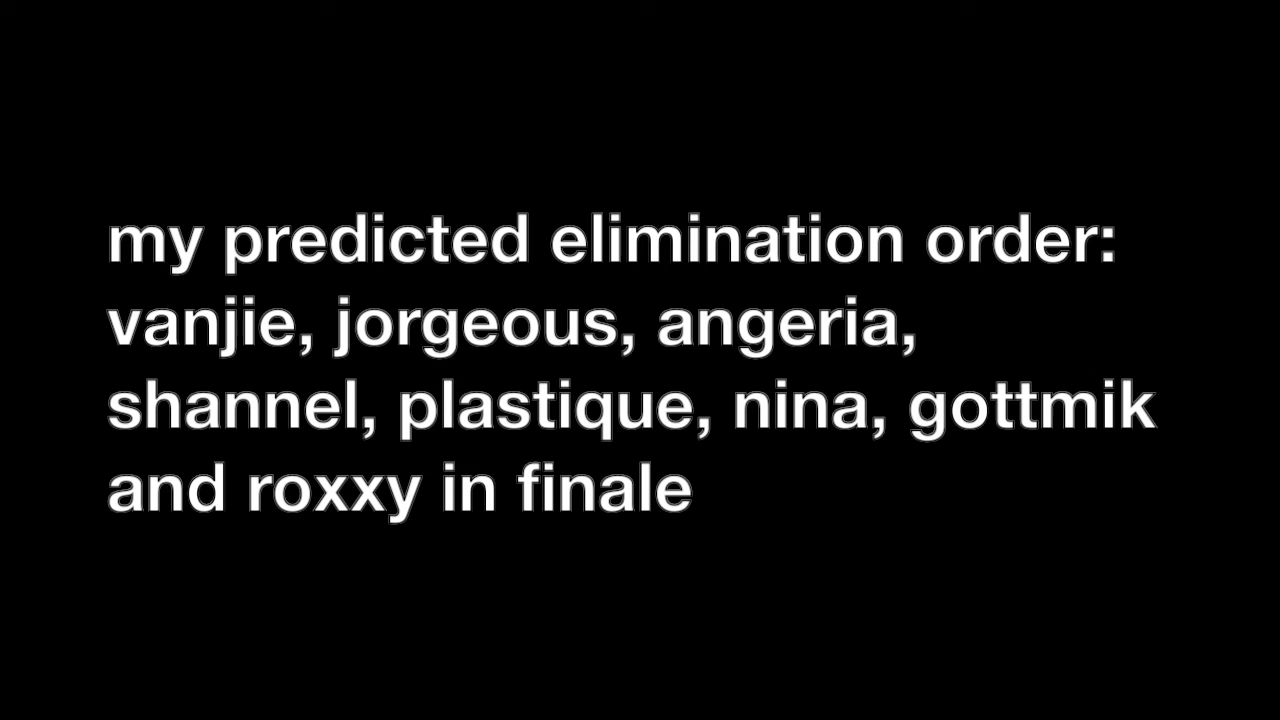 my predicted elimination order:
vanjie, jorgeous, angeria,
shannel, plastique, nina, gottmik
and roxxy in finale